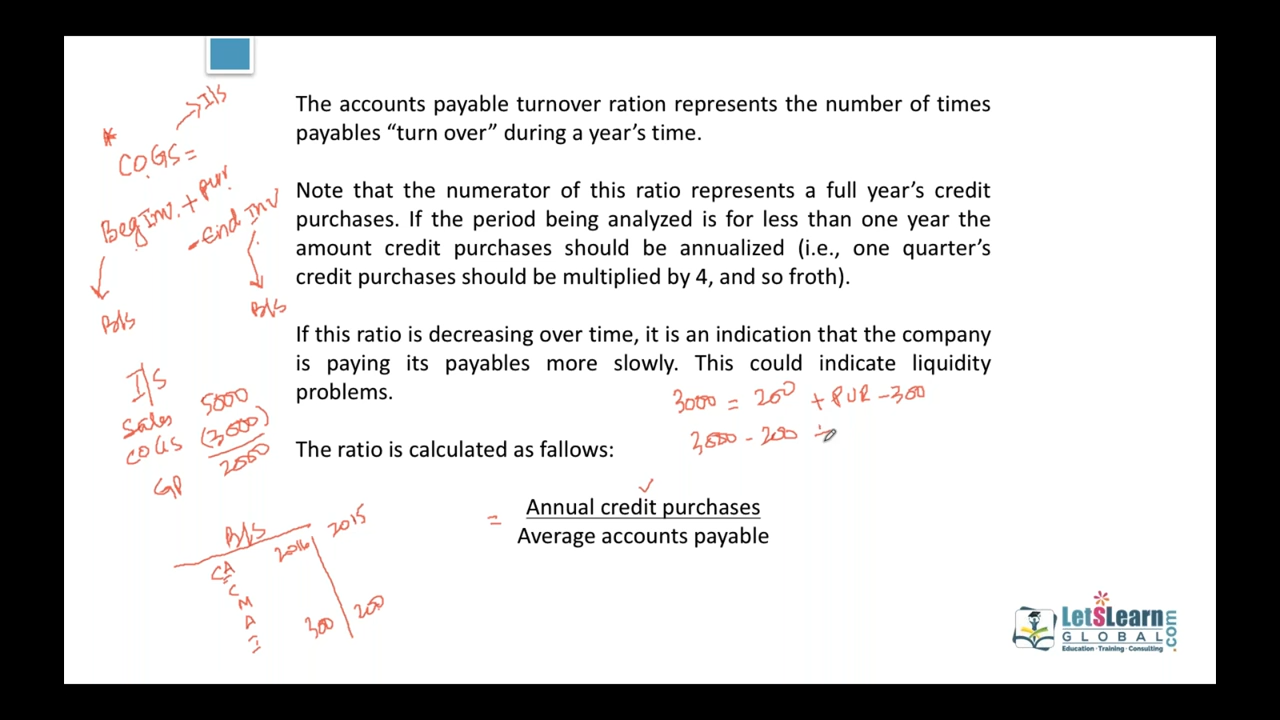 The accounts payable turnover ration represents the number of times
payables “turn over” during a year’s time.
Note that the numerator of this ratio represents a full year’s credit
purchases. If the period being analyzed is for less than one year the
amount credit purchases should be annualized (i.e., one quarter’s
credit purchases should be multiplied by 4, and so froth).
If this ratio is decreasing over time, it is an indication that the company
is paying its payables more slowly. This could indicate liquidity
problems.
The ratio is calculated as fallows:
= Annual credit purchases
Average accounts payable
3000 = 200 + PUR - 300
3000 - 200 +
* COGS = → I/S
Beg Inv. + Pur
- End Inv
B/S B/S
I/S
Sales 5000
COGS (3000)
GP 2000
B/S
2016 2015
CA
C
M
A
I 300 200
LetSLearn.com
GLOBAL
Education · Training · Consulting